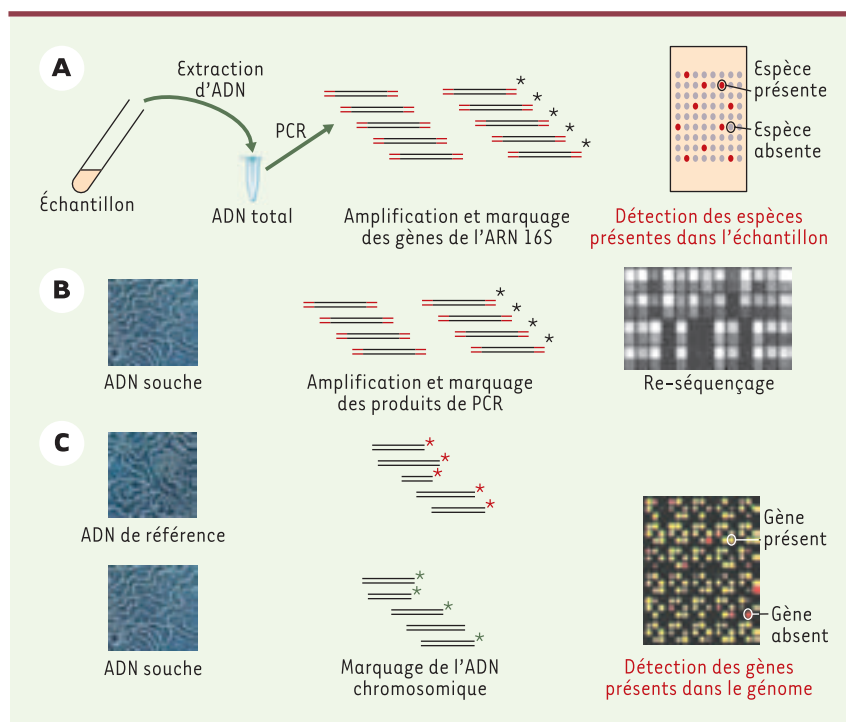 A
Extraction
d'ADN
PCR
Échantillon
ADN total
Amplification et marquage
des gènes de l'ARN 16S
* * * * *
Espèce
présente
Espèce
absente
Détection des espèces
présentes dans l'échantillon
B
ADN souche
* * * *
Amplification et marquage
des produits de PCR
Re-séquençage
C
ADN de référence
* * * * *
ADN souche
* * * *
Marquage de l'ADN
chromosomique
Gène
présent
Gène
absent
Détection des gènes
présents dans le génome